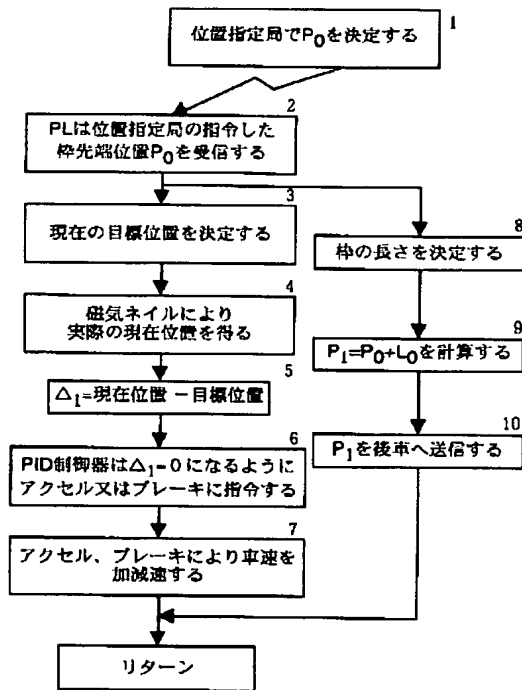 1
位置指定局でP₀を決定する
2
PLは位置指定局の指令した
枠先端位置P₀を受信する
3
現在の目標位置を決定する
4
磁気ネイルにより
実際の現在位置を得る
5
△₁=現在位置－目標位置
6
PID制御器は△₁=0になるように
アクセル又はブレーキに指令する
7
アクセル、ブレーキにより車速を
加減速する
8
枠の長さを決定する
9
P₁=P₀+L₀を計算する
10
P₁を後車へ送信する
リターン